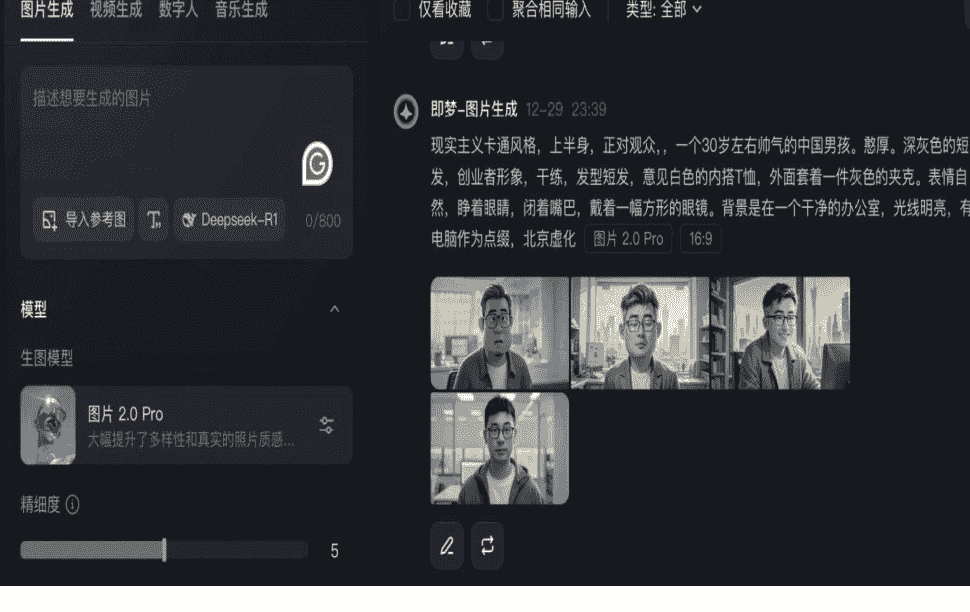 图片生成 视频生成 数字人 音乐生成
描述想要生成的图片
导入参考图 Deepseek-R1 0/800
模型
生图模型
图片 2.0 Pro
大幅提升了多样性和真实的照片质感...
精细度
5
仅看收藏 聚合相同输入 类型: 全部
即梦-图片生成 12-29 23:39
现实主义卡通风格，上半身，正对观众，，一个30岁左右帅气的中国男孩。憨厚。深灰色的短
发，创业者形象，干练，发型短发，意见白色的内搭T恤，外面套着一件灰色的夹克。表情自
然，睁着眼睛，闭着嘴巴，戴着一幅方形的眼镜。背景是在一个干净的办公室，光线明亮，有
电脑作为点缀，北京虚化 图片 2.0 Pro 16:9